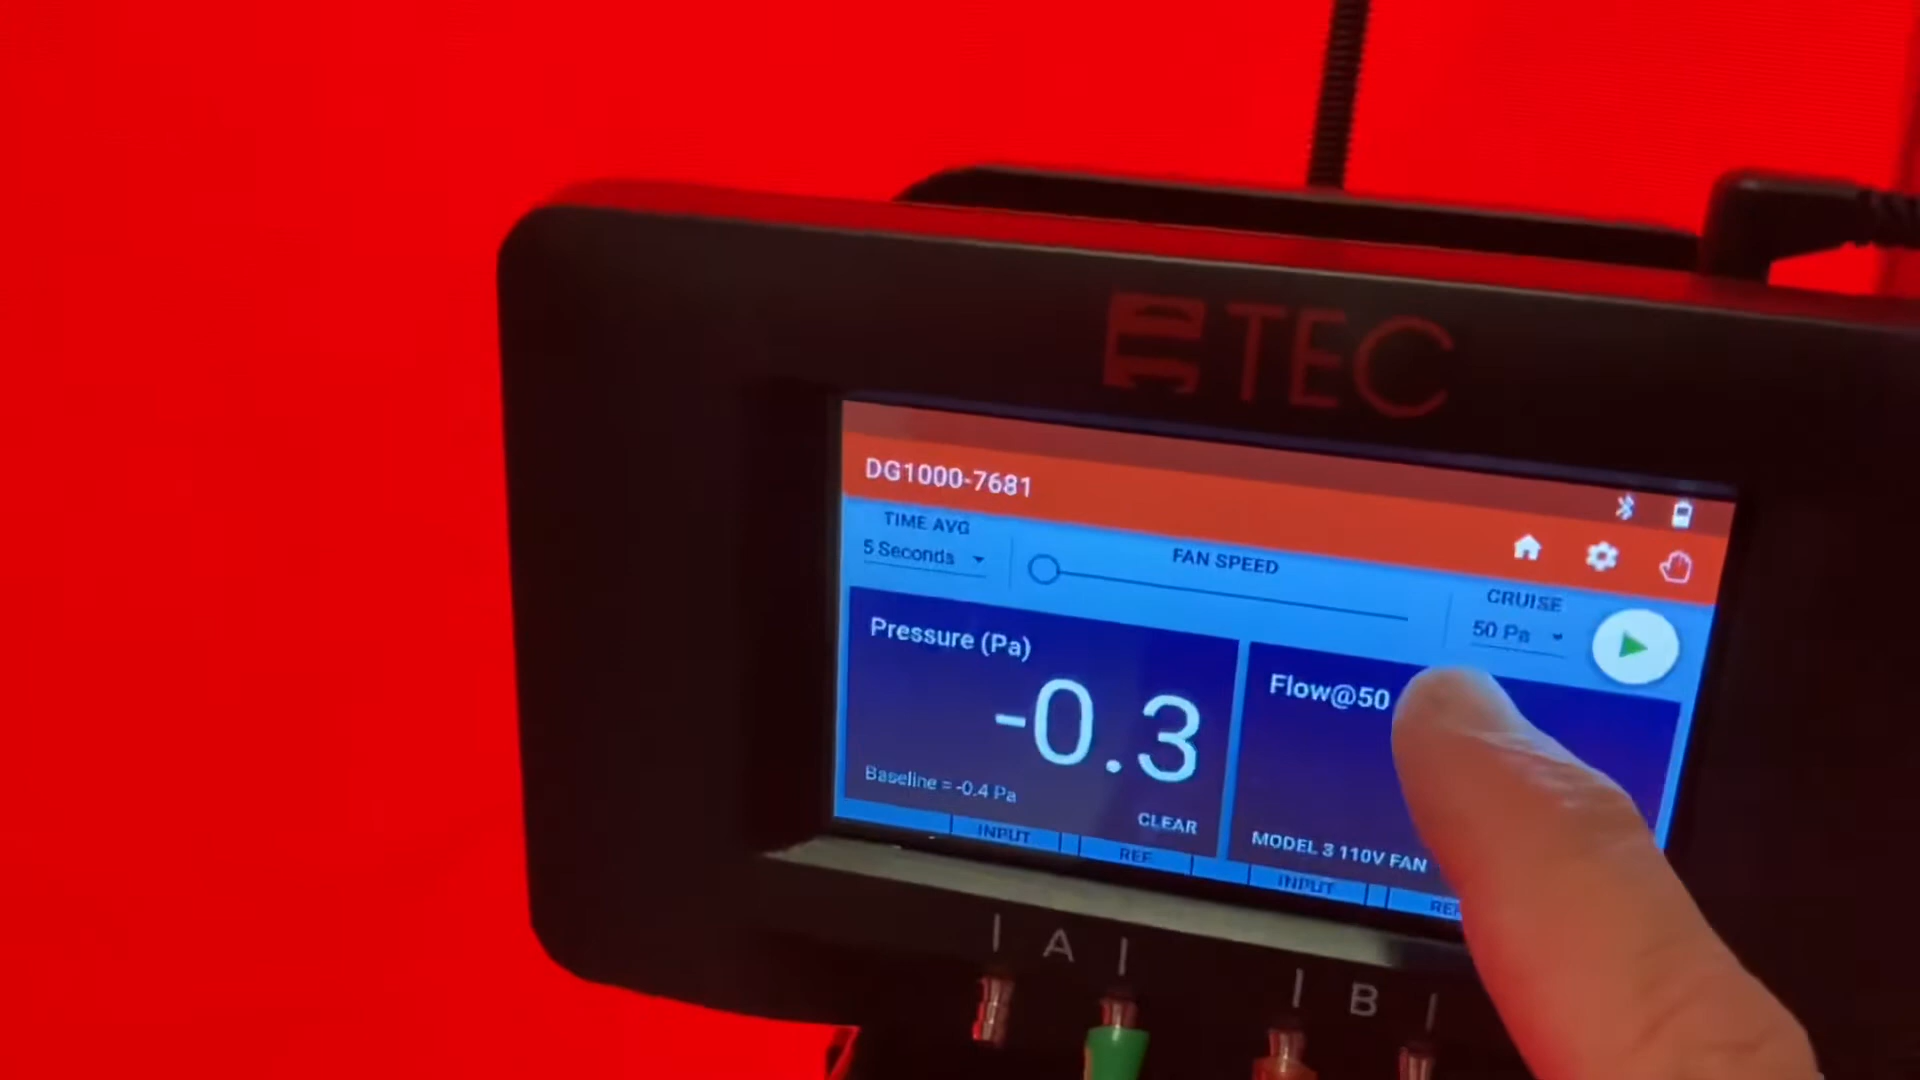 TEC
DG1000-7681
TIME AVG
5 Seconds
FAN SPEED
CRUISE
50 Pa
Pressure (Pa)
-0.3
Baseline = -0.4 Pa
CLEAR
Flow@50
MODEL 3 110V FAN
INPUT
REF
INPUT
A
B